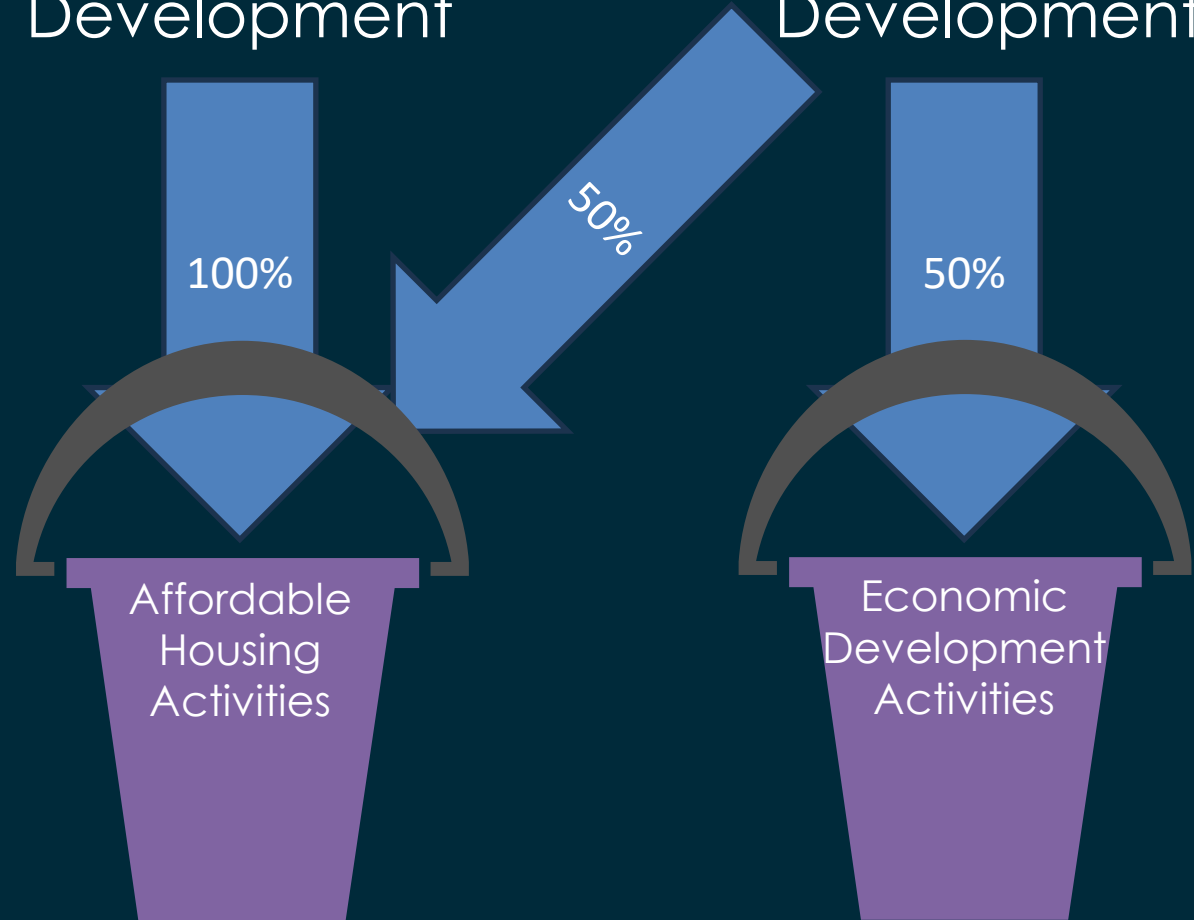 Development
Development
50%
100%
50%
Affordable
Housing
Activities
Economic
Development
Activities